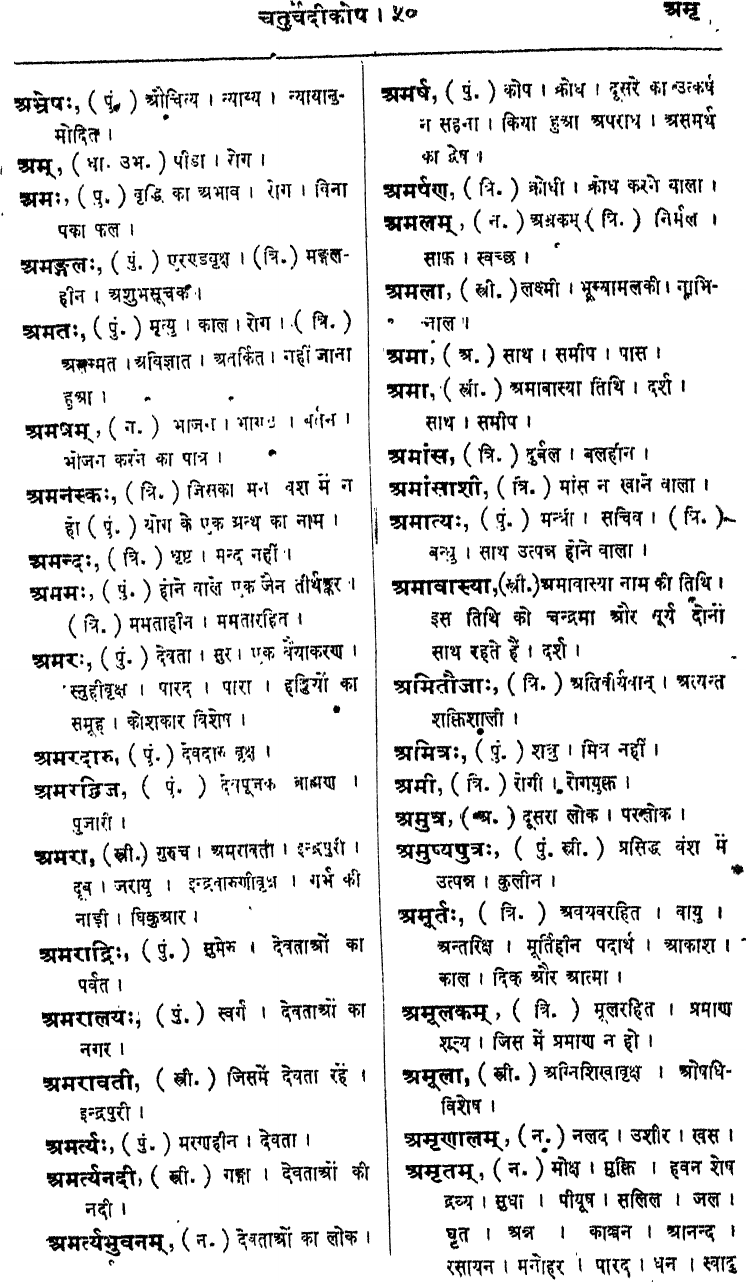 चतुर्वेदीकोष । ५०
अमृ
अभ्रेषः, ( पुं. ) औचित्य । न्याय्य । न्यायानु-
मोदित ।
अम्, ( धा. उभ. ) पीडा । रोग ।
अमः, ( पु. ) वृद्धि का अभाव । रोग । विना
पका फल ।
अमङ्गलः, ( पुं. ) एरण्डवृक्ष । (त्रि.) मङ्गल-
हीन । अशुभसूचक ।
अमतः, ( पुं. ) मृत्यु । काल । रोग । ( त्रि. )
असम्मत । अविज्ञात । अतर्कित । नहीं जाना
हुआ ।
अमत्रम्, ( न. ) भाजन । भाण्ड । बर्तन ।
भोजन करने का पात्र ।
अमनस्कः, ( त्रि. ) जिसका मन वश में न
हो ( पुं. ) योग के एक ग्रन्थ का नाम ।
अमन्दः, ( त्रि. ) धृष्ट । मन्द नहीं ।
अममः, ( पुं. ) होने वाले एक जैन तीर्थङ्कर ।
( त्रि. ) ममताहीन । ममतारहित ।
अमरः, ( पुं. ) देवता । सुर । एक वैयाकरण ।
स्नुहीवृक्ष । पारद । पारा । हड्डियों का
समूह । कोशकार विशेष ।
अमरदारु, ( पुं. ) देवदारु वृक्ष ।
अमरद्विज, ( पुं. ) देवपूजक ब्राह्मण ।
पुजारी ।
अमरा, (स्त्री.) गुरुच । अमरावती । इन्द्रपुरी ।
दूब । जरायु । इन्द्रवारुणीवृक्ष । गर्भ की
नाड़ी । घिकुआर ।
अमराद्रिः, ( पुं. ) सुमेरु । देवताओं का
पर्वत ।
अमरालयः, ( पुं. ) स्वर्ग । देवताओं का
नगर ।
अमरावती, ( स्त्री. ) जिसमें देवता रहें ।
इन्द्रपुरी ।
अमर्त्यः, ( पुं. ) मरणहीन । देवता ।
अमर्त्यनदी, ( स्त्री. ) गङ्गा । देवताओं की
नदी ।
अमर्त्यभुवनम्, ( न. ) देवताओं का लोक ।
अमर्ष, ( पुं. ) कोप । क्रोध । दूसरे का उत्कर्ष
न सहना । किया हुआ अपराध । असमर्थ
का द्वेष ।
अमर्षण, ( त्रि. ) क्रोधी । क्रोध करने वाला ।
अमलम्, ( न. ) अभ्रकम् ( त्रि. ) निर्मल ।
साफ़ । स्वच्छ ।
अमला, ( स्त्री. ) लक्ष्मी । भूम्यामलकी । नाभि-
नाल ।
अमा, ( अ. ) साथ । समीप । पास ।
अमा, ( स्त्री. ) अमावास्या तिथि । दर्श ।
साथ । समीप ।
अमांस, ( त्रि. ) दुर्बल । बलहीन ।
अमांसाशी, ( त्रि. ) मांस न खाने वाला ।
अमात्यः, ( पुं. ) मन्त्री । सचिव । ( त्रि. )
बन्धु । साथ उत्पन्न होने वाला ।
अमावास्या, (स्त्री.) अमावास्या नाम की तिथि ।
इस तिथि को चन्द्रमा और सूर्य दोनों
साथ रहते हैं । दर्श ।
अमितौजाः, ( त्रि. ) अतिवीर्यवान् । अत्यन्त
शक्तिशाली ।
अमित्रः, ( पुं. ) शत्रु । मित्र नहीं ।
अमी, ( त्रि. ) रोगी । रोगयुक्त ।
अमुत्र, ( अ. ) दूसरा लोक । परलोक ।
अमुष्यपुत्रः, ( पुं. स्त्री. ) प्रसिद्ध वंश में
उत्पन्न । कुलीन ।
अमूर्तः, ( त्रि. ) अवयवरहित । वायु ।
अन्तरिक्ष । मूर्तिहीन पदार्थ । आकाश ।
काल । दिक् और आत्मा ।
अमूलकम्, ( त्रि. ) मूलरहित । प्रमाण
शून्य । जिस में प्रमाण न हो ।
अमूला, ( स्त्री. ) अग्निशिखावृक्ष । ओषधि-
विशेष ।
अमृणालम्, ( न. ) नलद । उशीर । खस ।
अमृतम्, ( न. ) मोक्ष । मुक्ति । हवन शेष
द्रव्य । सुधा । पीयूष । सलिल । जल ।
घृत । अन्न । काञ्चन । आनन्द ।
रसायन । मनोहर । पारद । धन । स्वादु